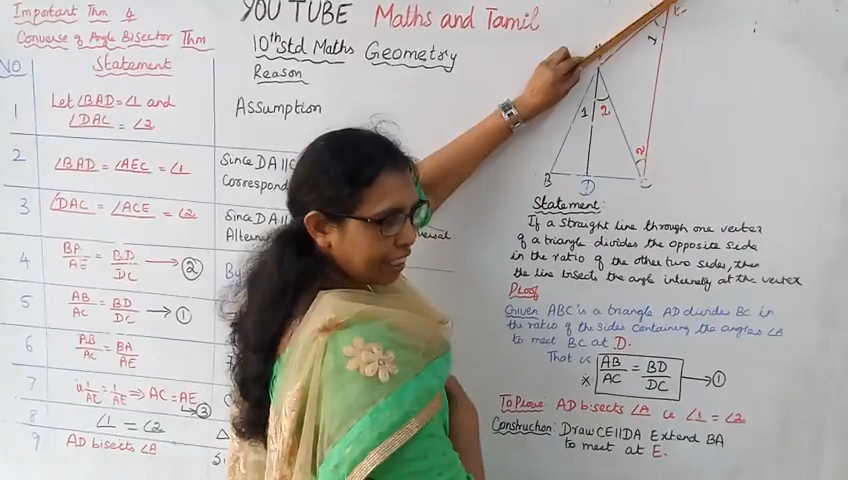 Important Thm 4
Converse of Angle Bisector Thm
YOU TUBE Maths and Tamil
10th Std Maths Geometry
NO
Statement
Reason
1
Let ∠BAD = ∠1 and
∠DAC = ∠2
Assumption
2
∠BAD = ∠AEC = ∠1
Since DA||
Correspond
3
∠DAC = ∠ACE = ∠2
Since DA||
Altern
versal
4
BA/AE = BD/DC → 2
By
5
AB/AC = BD/DC → 1
6
AB/AC = BA/AE
7
1/AC = 1/AE ⇒ AC = AE
→ 3
8
∠1 = ∠2
9
AD bisects ∠A
1
2
2
B
D
C
Statement:
If a straight line through one vertex
of a triangle divides the opposite side
in the ratio of the other two sides, then
the line bisects the angle internally at the vertex
Proof
Given ABC is a triangle AD divides BC in
the ratio of the sides containing the angles ∠A
to meet BC at D.
That is AB/AC = BD/DC → 1
To Prove AD bisects ∠A i.e ∠1 = ∠2
Construction: Draw CE||DA Extend BA
to meet at E.